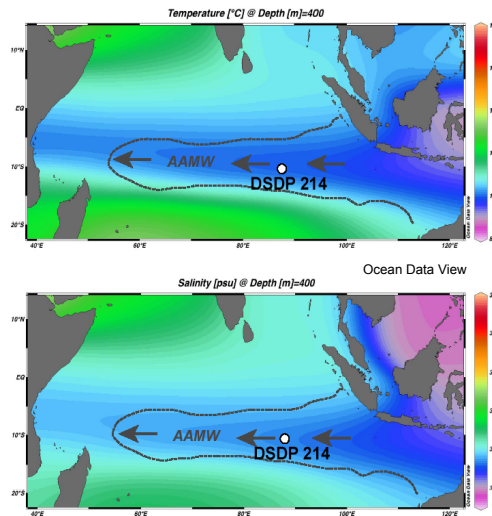 Temperature [°C] @ Depth [m]=400
10°N
EQ
10°S
20°S
AAMW
DSDP 214
Ocean Data View
40°E 60°E 80°E 100°E 120°E
Ocean Data View
Salinity [psu] @ Depth [m]=400
10°N
EQ
10°S
20°S
AAMW
DSDP 214
Ocean Data View
40°E 60°E 80°E 100°E 120°E